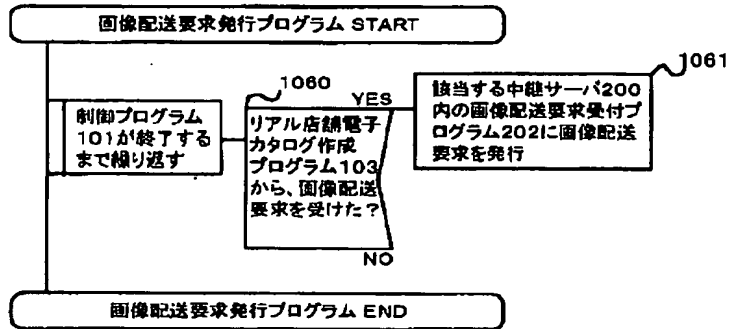 画像配送要求発行プログラム START
1060
1061
YES
制御プログラム
101が終了する
まで繰り返す
リアル店舗電子
カタログ作成
プログラム103
から、画像配送
要求を受けた?
該当する中継サーバ200
内の画像配送要求受付プ
ログラム202に画像配送
要求を発行
NO
画像配送要求発行プログラム END